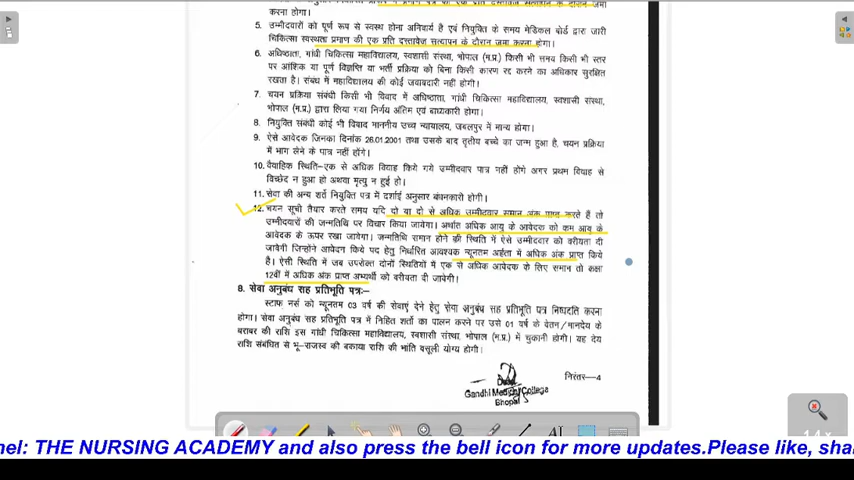 करना होगा।
5. उम्मीदवारों को पूर्ण रूप से स्वस्थ होना अनिवार्य है एवं नियुक्ति के समय मेडिकल बोर्ड द्वारा जारी
चिकित्सा स्वस्थता प्रमाण की एक प्रति दस्तावेज सत्यापन के दौरान जमा करना होगा।
6. अधिष्ठाता, गांधी चिकित्सा महाविद्यालय, स्वशासी संस्था, भोपाल (म.प्र.) किसी भी समय किसी भी स्तर
पर आंशिक या पूर्ण विज्ञप्ति या भर्ती प्रक्रिया को बिना किसी कारण रद्द करने का अधिकार सुरक्षित
रखता है। संबंध में महाविद्यालय की कोई जवाबदारी नहीं होगी।
7. चयन प्रक्रिया संबंधी किसी भी विवाद में अधिष्ठाता, गांधी चिकित्सा महाविद्यालय, स्वशासी संस्था,
भोपाल (म.प्र.) द्वारा लिया गया निर्णय अंतिम एवं बाध्यकारी होगा।
8. नियुक्ति संबंधी कोई भी विवाद माननीय उच्च न्यायालय, जबलपुर में मान्य होगा।
9. ऐसे आवेदक जिनका दिनांक 26.01.2001 तथा उसके बाद तृतीय बच्चे का जन्म हुआ है, चयन प्रक्रिया
में भाग लेने के पात्र नहीं होंगे।
10. वैवाहिक स्थिति–एक से अधिक विवाह किये गये उम्मीदवार पात्र नहीं होंगे अगर प्रथम विवाह से
विच्छेद न हुआ हो अथवा मृत्यु न हुई हो।
11. सेवा की अन्य शर्ते नियुक्ति पत्र में दर्शाई अनुसार बंधनकारी होगी।
12. चयन सूची तैयार करते समय यदि दो या दो से अधिक उम्मीदवार समान अंक प्राप्त करते हैं तो
उम्मीदवारों की जन्मतिथि पर विचार किया जावेगा। अर्थात अधिक आयु के आवेदक को कम आयु के
आवेदक के ऊपर रखा जावेगा। जन्मतिथि समान होने की स्थिति में ऐसे उम्मीदवार को वरीयता दी
जावेगी जिन्होने आवेदन किये पद हेतु निर्धारित आवश्यक न्यूनतम अर्हता में अधिक अंक प्राप्त किये
है। ऐसी स्थिति में जब उपरोक्त दोनों स्थितियों में एक से अधिक आवेदक के लिए समान तो कक्षा
12वीं में अधिक अंक प्राप्त अभ्यर्थी को वरीयता दी जावेगी।
8. सेवा अनुबंध सह प्रतिभूति पत्र:–
स्टाफ नर्स को न्यूनतम 03 वर्ष की सेवाएं देने हेतु सेवा अनुबंध सह प्रतिभूति पत्र निष्पादित करना
होगा। सेवा अनुबंध सह प्रतिभूति पत्र में निहित शर्तो का पालन न करने पर उसे 01 वर्ष के वेतन/मानदेय के
बराबर की राशि इस गांधी चिकित्सा महाविद्यालय, स्वशासी संस्था, भोपाल (म.प्र.) में चुकानी होगी। यह देय
राशि संबंधित से भू–राजस्व की बकाया राशि की भांति वसूली योग्य होगी।
निरंतर–4
Gandhi Medical College
Bhopal
nel: THE NURSING ACADEMY and also press the bell icon for more updates.Please like, sha